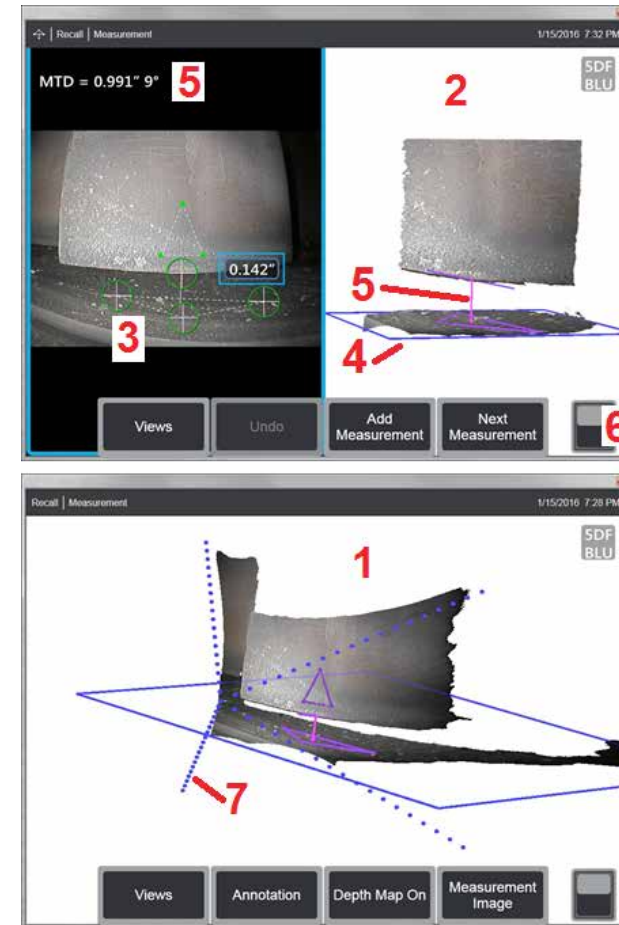 Recall | Measurement 1/15/2016 7:32 PM
MTD = 0.991" 9° 5 2 SDF
BLU
0.142"
5
3 4
Views Undo Add Measurement Next Measurement 6
Recall | Measurement 1/15/2016 7:28 PM
1 SDF
BLU
7
Views Annotation Depth Map On Measurement Image